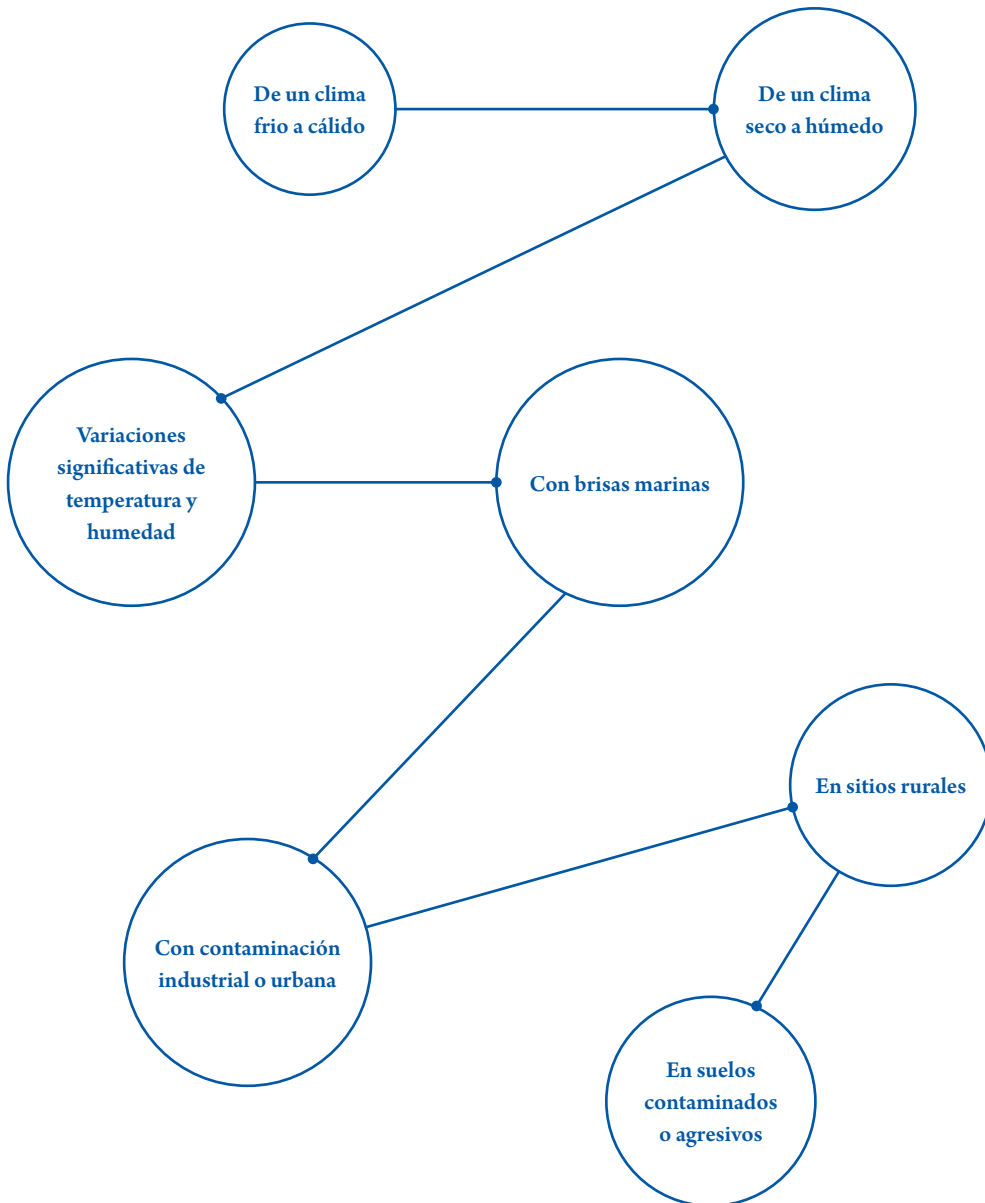 De un clima
frio a cálido
De un clima
seco a húmedo
Variaciones
significativas de
temperatura y
humedad
Con brisas marinas
En sitios rurales
Con contaminación
industrial o urbana
En suelos
contaminados
o agresivos